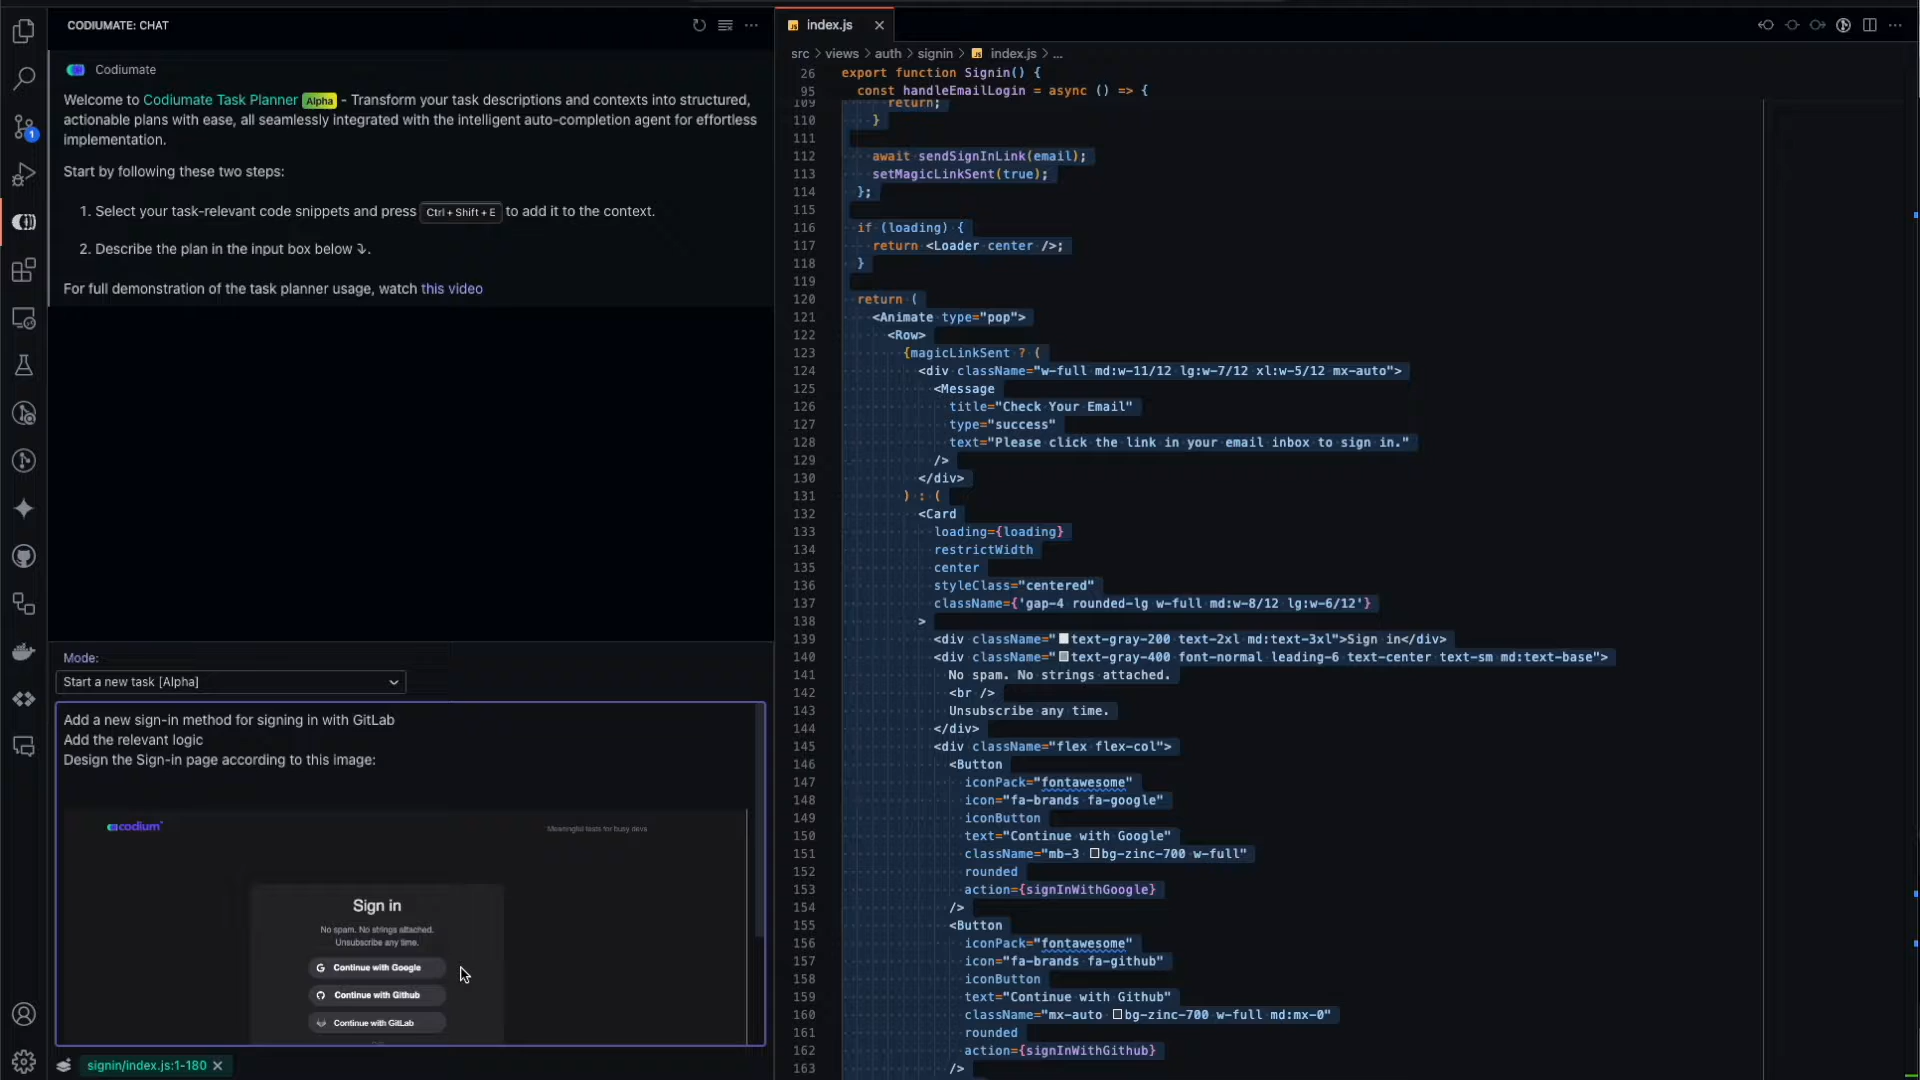 CODIUMATE: CHAT
Codiumate
Welcome to Codiumate Task Planner Alpha - Transform your task descriptions and contexts into structured,
actionable plans with ease, all seamlessly integrated with the intelligent auto-completion agent for effortless
implementation.
Start by following these two steps:
1. Select your task-relevant code snippets and press Ctrl + Shift + E to add it to the context.
2. Describe the plan in the input box below ⤵.
For full demonstration of the task planner usage, watch this video
Mode:
Start a new task [Alpha]
Add a new sign-in method for signing in with GitLab
Add the relevant logic
Design the Sign-in page according to this image:
codium
Meaningful tests for busy devs
Sign in
No spam. No strings attached.
Unsubscribe any time.
Continue with Google
Continue with Github
Continue with GitLab
signin/index.js:1-180
1
JS index.js
src > views > auth > signin > JS index.js > ...
26 export function Signin() {
95 const handleEmailLogin = async () => {
109 return;
110 }
111
112 await sendSignInLink(email);
113 setMagicLinkSent(true);
114 };
115
116 if (loading) {
117 return <Loader center />;
118 }
119
120 return (
121 <Animate type="pop">
122 <Row>
123 {magicLinkSent ? (
124 <div className="w-full md:w-11/12 lg:w-7/12 xl:w-5/12 mx-auto">
125 <Message
126 title="Check Your Email"
127 type="success"
128 text="Please click the link in your email inbox to sign in."
129 />
130 </div>
131 ) : (
132 <Card
133 loading={loading}
134 restrictWidth
135 center
136 styleClass="centered"
137 className={'gap-4 rounded-lg w-full md:w-8/12 lg:w-6/12'}
138 >
139 <div className="text-gray-200 text-2xl md:text-3xl">Sign in</div>
140 <div className="text-gray-400 font-normal leading-6 text-center text-sm md:text-base">
141 No spam. No strings attached.
142 <br />
143 Unsubscribe any time.
144 </div>
145 <div className="flex flex-col">
146 <Button
147 iconPack="fontawesome"
148 icon="fa-brands fa-google"
149 iconButton
150 text="Continue with Google"
151 className="mb-3 bg-zinc-700 w-full"
152 rounded
153 action={signInWithGoogle}
154 />
155 <Button
156 iconPack="fontawesome"
157 icon="fa-brands fa-github"
158 iconButton
159 text="Continue with Github"
160 className="mx-auto bg-zinc-700 w-full md:mx-0"
161 rounded
162 action={signInWithGithub}
163 />